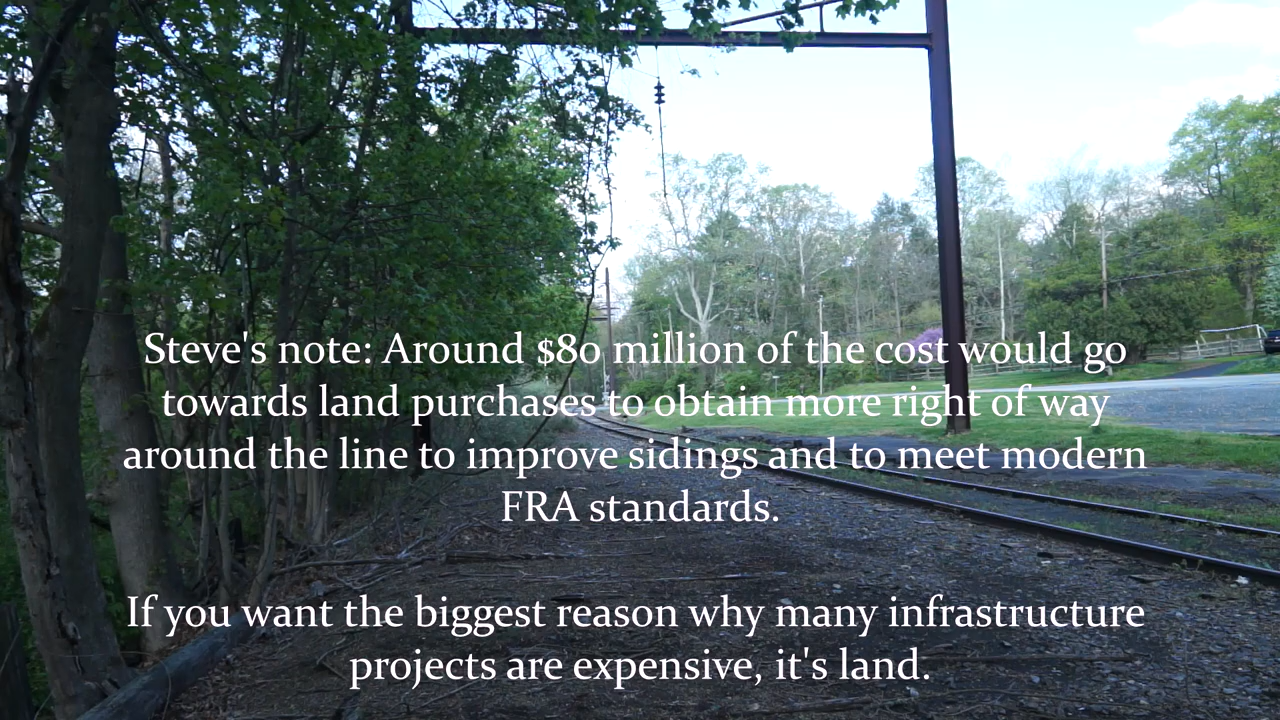 Steve's note: Around $80 million of the cost would go
towards land purchases to obtain more right of way
around the line to improve sidings and to meet modern
FRA standards.
If you want the biggest reason why many infrastructure
projects are expensive, it's land.